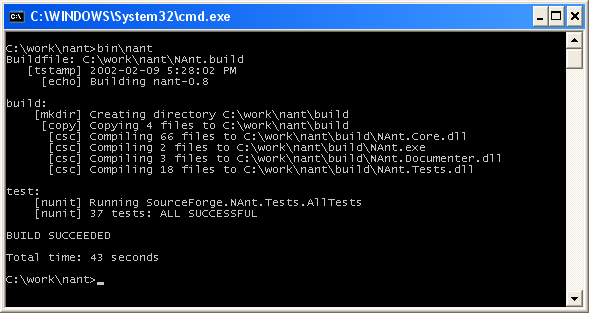 C:\WINDOWS\System32\cmd.exe
C:\work\nant>bin\nant
Buildfile: C:\work\nant\NAnt.build
[tstamp] 2002-02-09 5:28:02 PM
[echo] Building nant-0.8
build:
[mkdir] Creating directory C:\work\nant\build
[copy] Copying 4 files to C:\work\nant\build
[csc] Compiling 66 files to C:\work\nant\build\NAnt.Core.dll
[csc] Compiling 2 files to C:\work\nant\build\NAnt.exe
[csc] Compiling 3 files to C:\work\nant\build\NAnt.Documenter.dll
[csc] Compiling 18 files to C:\work\nant\build\NAnt.Tests.dll
test:
[nunit] Running SourceForge.NAnt.Tests.AllTests
[nunit] 37 tests: ALL SUCCESSFUL
BUILD SUCCEEDED
Total time: 43 seconds
C:\work\nant>_